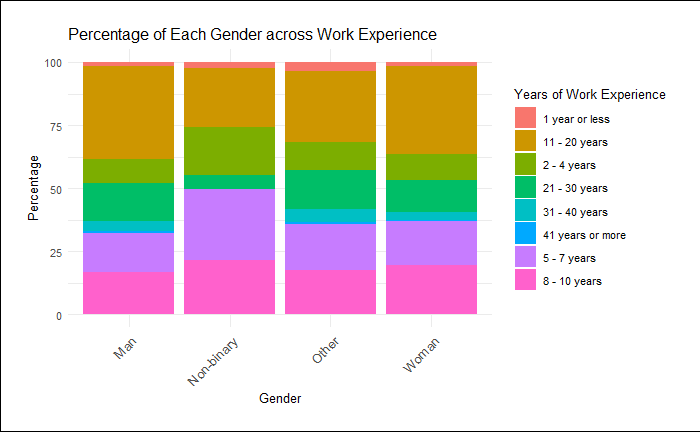 Percentage of Each Gender across Work Experience
100
75
50
25
0
Percentage
Man
Non-binary
Other
Woman
Gender
Years of Work Experience
1 year or less
11 - 20 years
2 - 4 years
21 - 30 years
31 - 40 years
41 years or more
5 - 7 years
8 - 10 years